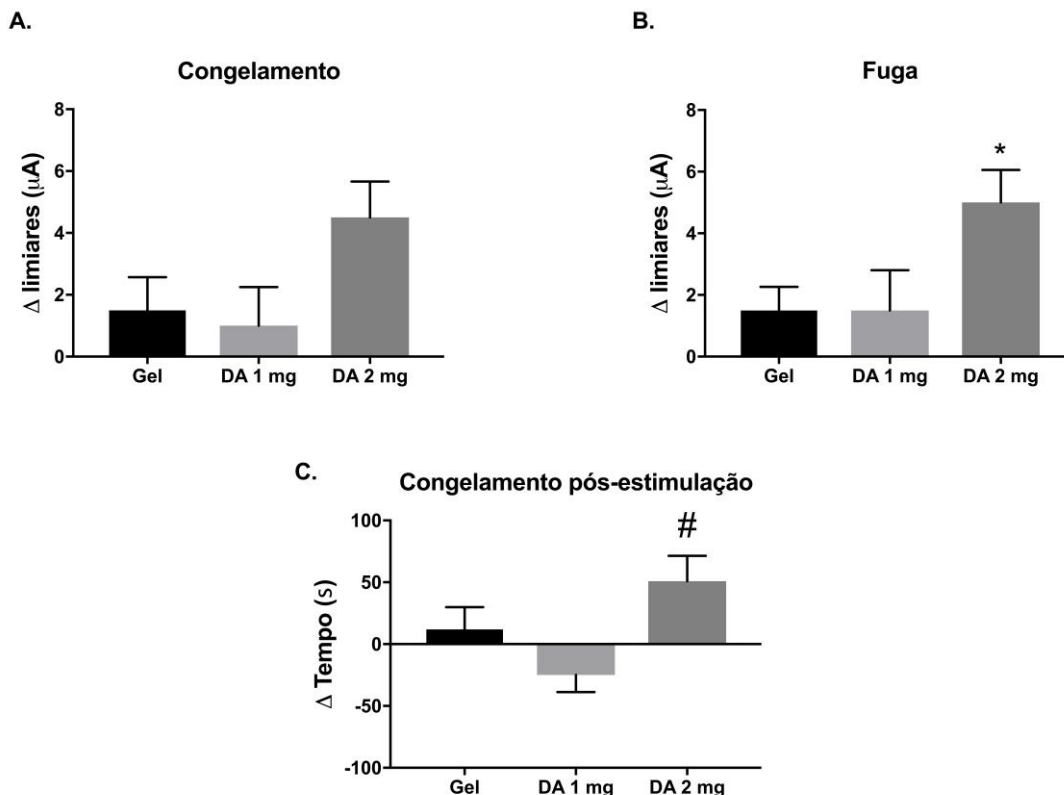 A.
Congelamento
Δ limiares (μA)
8
6
4
2
0
Gel
DA 1 mg
DA 2 mg
B.
Fuga
Δ limiares (μA)
8
6
4
2
0
*
Gel
DA 1 mg
DA 2 mg
C.
Congelamento pós-estimulação
Δ Tempo (s)
100
50
0
-50
-100
#
Gel
DA 1 mg
DA 2 mg